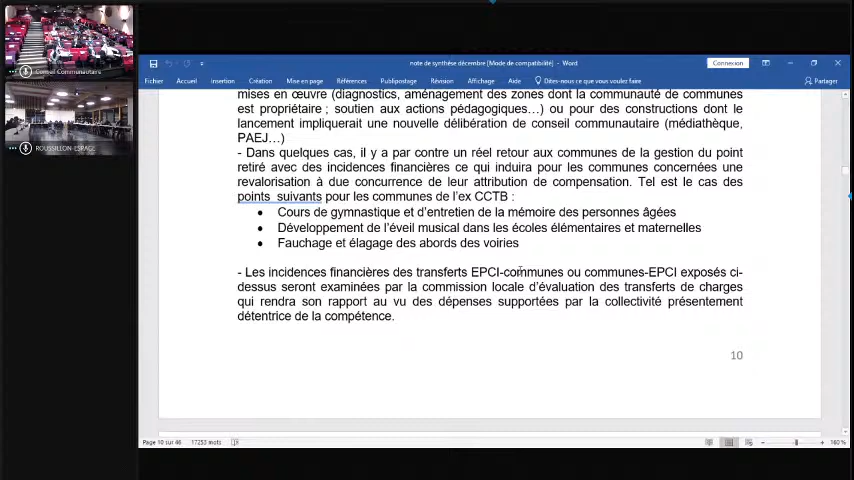 Conseil Communautaire
ROUSSILLON-ESPACE
note de synthèse décembre [Mode de compatibilité] - Word
Connexion
Fichier Accueil Insertion Création Mise en page Références Publipostage Révision Affichage Aide Dites-nous ce que vous voulez faire Partager
mises en œuvre (diagnostics, aménagement des zones dont la communauté de communes
est propriétaire ; soutien aux actions pédagogiques…) ou pour des constructions dont le
lancement impliquerait une nouvelle délibération de conseil communautaire (médiathèque,
PAEJ…)
- Dans quelques cas, il y a par contre un réel retour aux communes de la gestion du point
retiré avec des incidences financières ce qui induira pour les communes concernées une
revalorisation à due concurrence de leur attribution de compensation. Tel est le cas des
points suivants pour les communes de l'ex CCTB :
• Cours de gymnastique et d'entretien de la mémoire des personnes âgées
• Développement de l'éveil musical dans les écoles élémentaires et maternelles
• Fauchage et élagage des abords des voiries
- Les incidences financières des transferts EPCI-communes ou communes-EPCI exposés ci-
dessus seront examinées par la commission locale d'évaluation des transferts de charges
qui rendra son rapport au vu des dépenses supportées par la collectivité présentement
détentrice de la compétence.
10
Page 10 sur 46 17253 mots
160 %